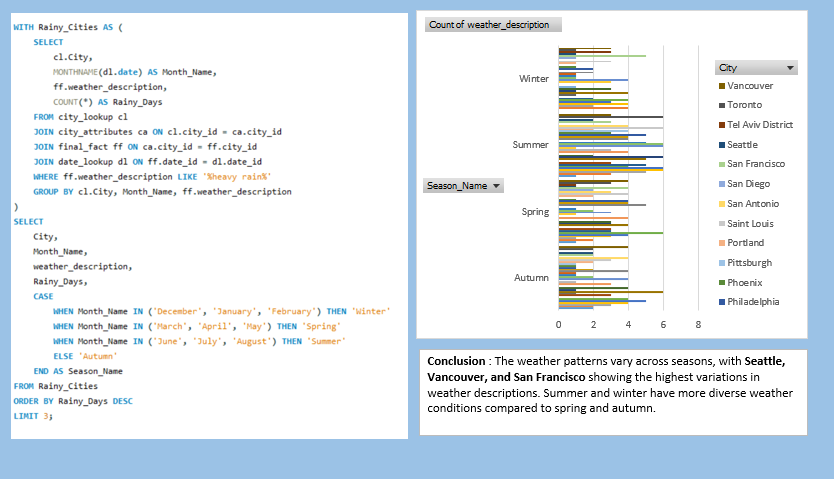 WITH Rainy_Cities AS (
SELECT
cl.City,
MONTHNAME(dl.date) AS Month_Name,
ff.weather_description,
COUNT(*) AS Rainy_Days
FROM city_lookup cl
JOIN city_attributes ca ON cl.city_id = ca.city_id
JOIN final_fact ff ON ca.city_id = ff.city_id
JOIN date_lookup dl ON ff.date_id = dl.date_id
WHERE ff.weather_description LIKE '%heavy rain%'
GROUP BY cl.City, Month_Name, ff.weather_description
)
SELECT
City,
Month_Name,
weather_description,
Rainy_Days,
CASE
WHEN Month_Name IN ('December', 'January', 'February') THEN 'Winter'
WHEN Month_Name IN ('March', 'April', 'May') THEN 'Spring'
WHEN Month_Name IN ('June', 'July', 'August') THEN 'Summer'
ELSE 'Autumn'
END AS Season_Name
FROM Rainy_Cities
ORDER BY Rainy_Days DESC
LIMIT 3;
Count of weather_description
Winter
Summer
Season_Name
Spring
Autumn
0 2 4 6 8
City
Vancouver
Toronto
Tel Aviv District
Seattle
San Francisco
San Diego
San Antonio
Saint Louis
Portland
Pittsburgh
Phoenix
Philadelphia
Conclusion : The weather patterns vary across seasons, with Seattle,
Vancouver, and San Francisco showing the highest variations in
weather descriptions. Summer and winter have more diverse weather
conditions compared to spring and autumn.